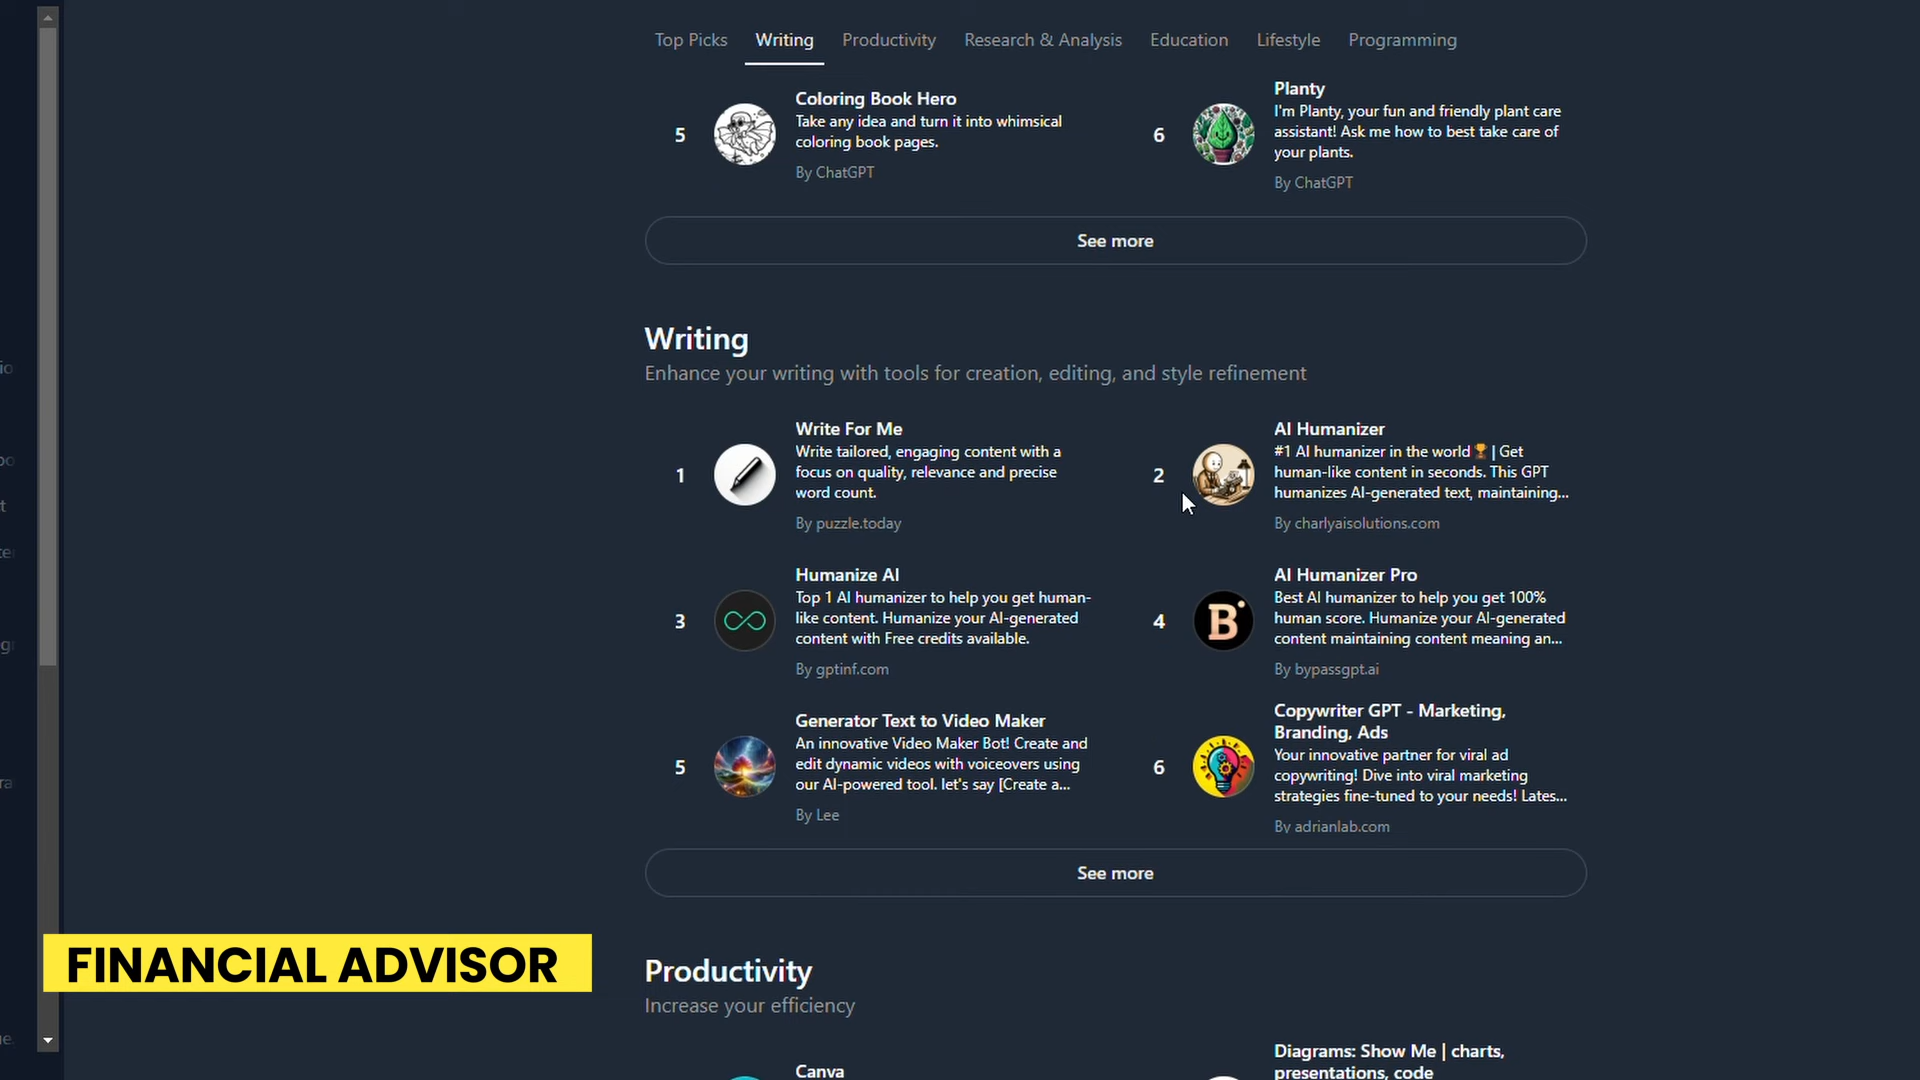 Top Picks Writing Productivity Research & Analysis Education Lifestyle Programming
5
Coloring Book Hero
Take any idea and turn it into whimsical
coloring book pages.
By ChatGPT
6
Planty
I'm Planty, your fun and friendly plant care
assistant! Ask me how to best take care of
your plants.
By ChatGPT
See more
Writing
Enhance your writing with tools for creation, editing, and style refinement
1
Write For Me
Write tailored, engaging content with a
focus on quality, relevance and precise
word count.
By puzzle.today
2
AI Humanizer
#1 AI humanizer in the world🏆 | Get
human-like content in seconds. This GPT
humanizes AI-generated text, maintaining...
By charlyaisolutions.com
3
Humanize AI
Top 1 AI humanizer to help you get human-
like content. Humanize your AI-generated
content with Free credits available.
By gptinf.com
4
B
AI Humanizer Pro
Best AI humanizer to help you get 100%
human score. Humanize your AI-generated
content maintaining content meaning an...
By bypassgpt.ai
5
Generator Text to Video Maker
An innovative Video Maker Bot! Create and
edit dynamic videos with voiceovers using
our AI-powered tool. let's say [Create a...
By Lee
6
Copywriter GPT - Marketing,
Branding, Ads
Your innovative partner for viral ad
copywriting! Dive into viral marketing
strategies fine-tuned to your needs! Lates...
By adrianlab.com
See more
FINANCIAL ADVISOR
Productivity
Increase your efficiency
Canva
Diagrams: Show Me | charts,
presentations, code